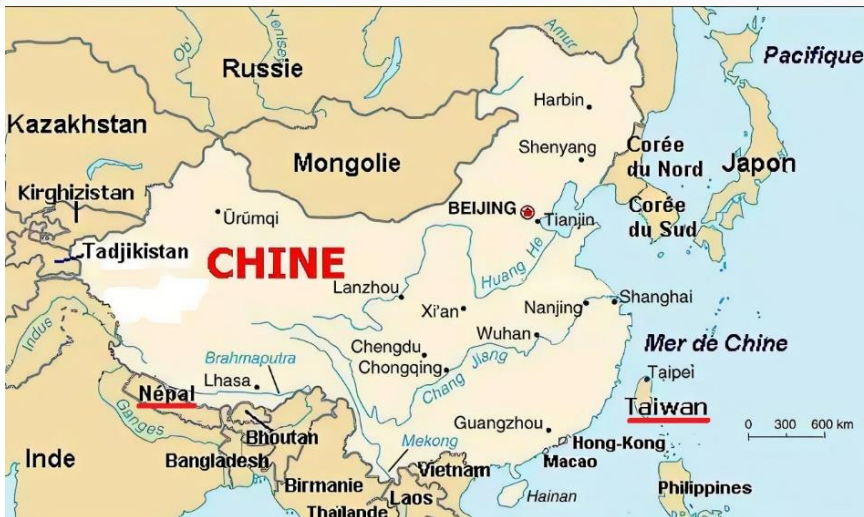 Pacifique
Ob'
Yenisey
Amur
Russie
Harbin
Kazakhstan
Mongolie
Shenyang
Corée
du Nord
Japon
Kirghizistan
Ürümqi
BEIJING
Tianjin
Corée
du Sud
Tadjikistan
CHINE
Huang He
Lanzhou
Xi'an
Nanjing
Shanghai
Indus
Wuhan
Mer de Chine
Brahmaputra
Chengdu
Chongqing
Chang Jiang
Taipei
Népal
Lhasa
Taiwan
Ganges
Guangzhou
0 300 600 km
Bhoutan
Mekong
Hong-Kong
Inde
Bangladesh
Macao
Vietnam
Birmanie
Laos
Hainan
Philippines
Thaïlande